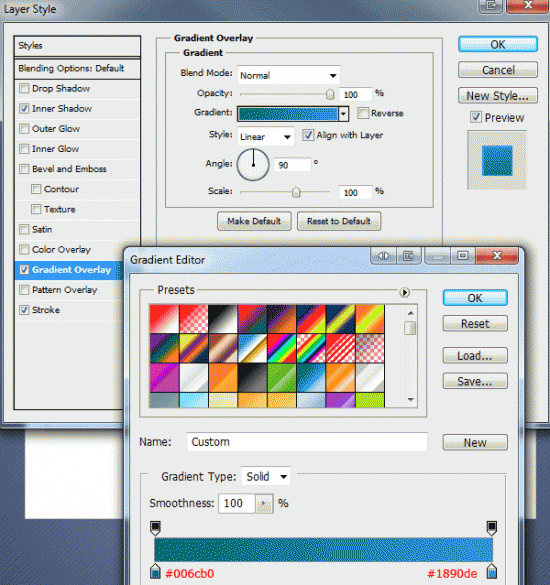 Layer Style
Styles
Blending Options: Default
Drop Shadow
Inner Shadow
Outer Glow
Inner Glow
Bevel and Emboss
Contour
Texture
Satin
Color Overlay
Gradient Overlay
Pattern Overlay
Stroke
Gradient Overlay
Gradient
Blend Mode: Normal
Opacity: 100 %
Gradient: Reverse
Style: Linear Align with Layer
Angle: 90 °
Scale: 100 %
Make Default Reset to Default
OK
Cancel
New Style...
Preview
Gradient Editor
Presets
OK
Reset
Load...
Save...
Name: Custom New
Gradient Type: Solid
Smoothness: 100 %
#006cb0 #1890de